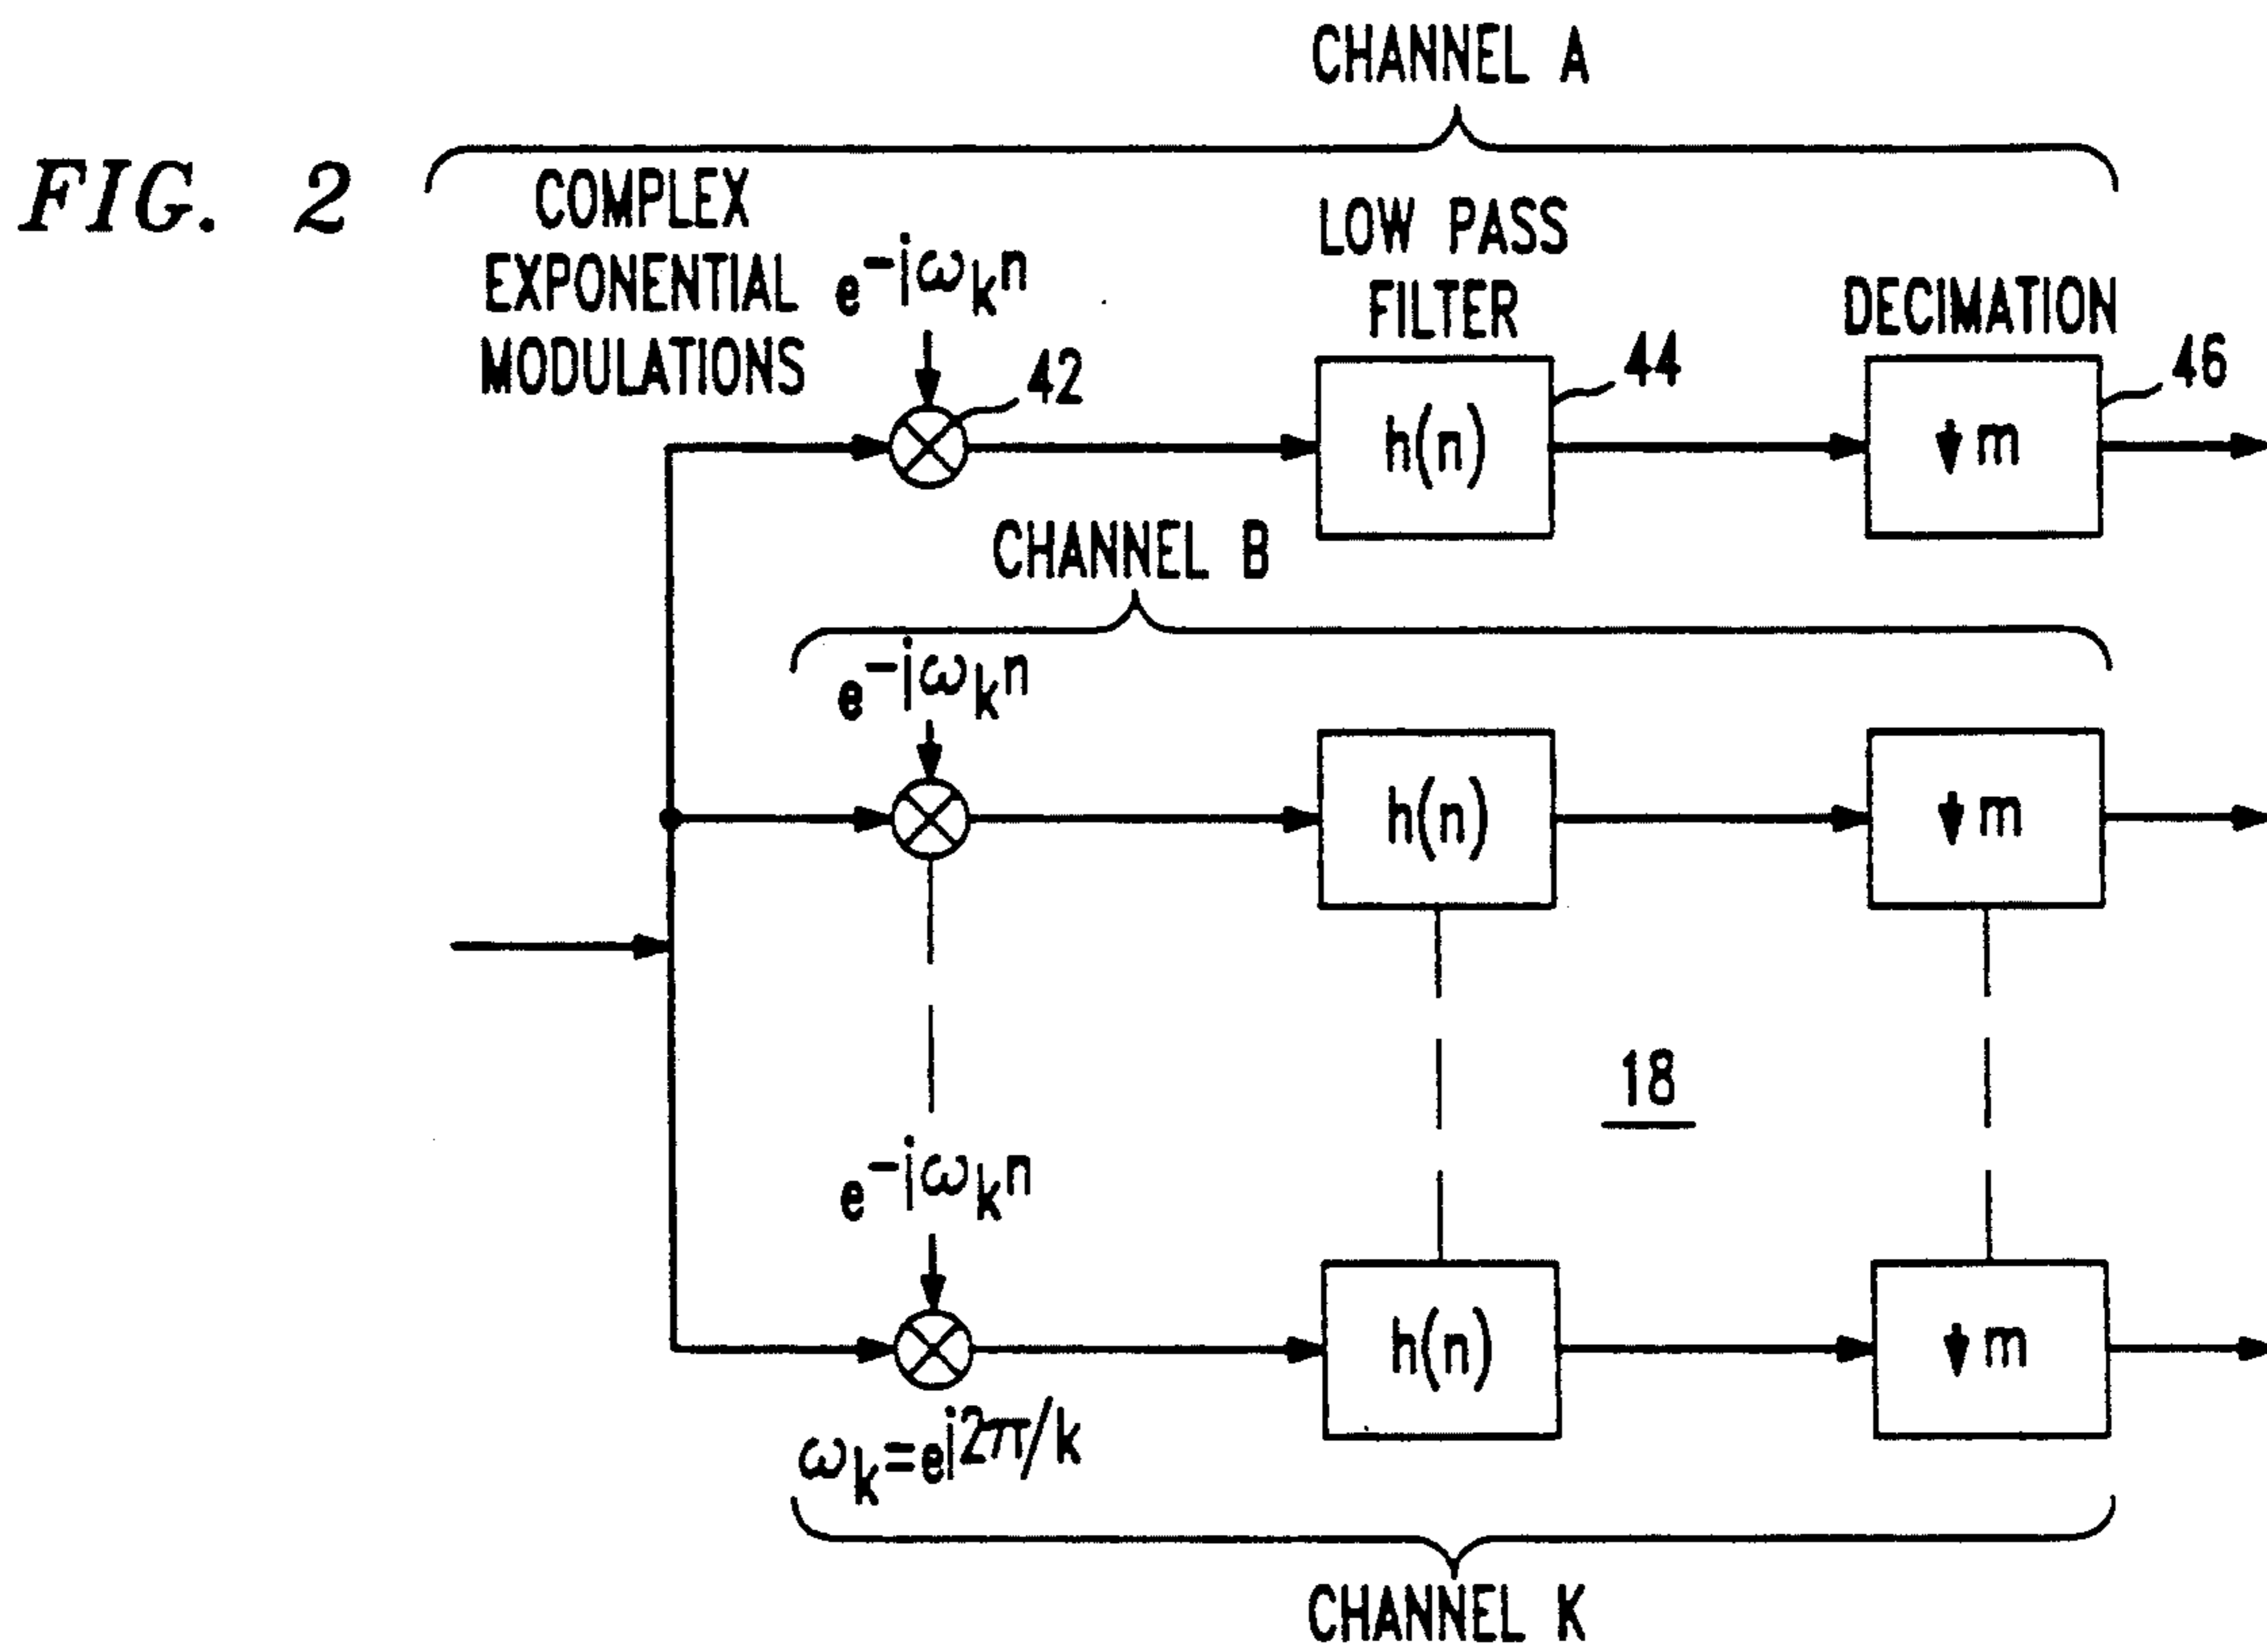 FIG. 2
CHANNEL A
COMPLEX
EXPONENTIAL
MODULATIONS
e^{-iω_k n}
42
LOW PASS
FILTER
h(n)
44
DECIMATION
↓ m
46
CHANNEL B
e^{-iω_k n}
h(n)
↓ m
18
e^{-iω_k n}
h(n)
↓ m
ω_k=e^{i2π/k}
CHANNEL K